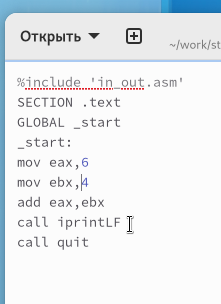 Открыть
~/work/st
%include 'in_out.asm'
SECTION .text
GLOBAL _start
_start:
mov eax,6
mov ebx,4
add eax,ebx
call iprintLF
call quit